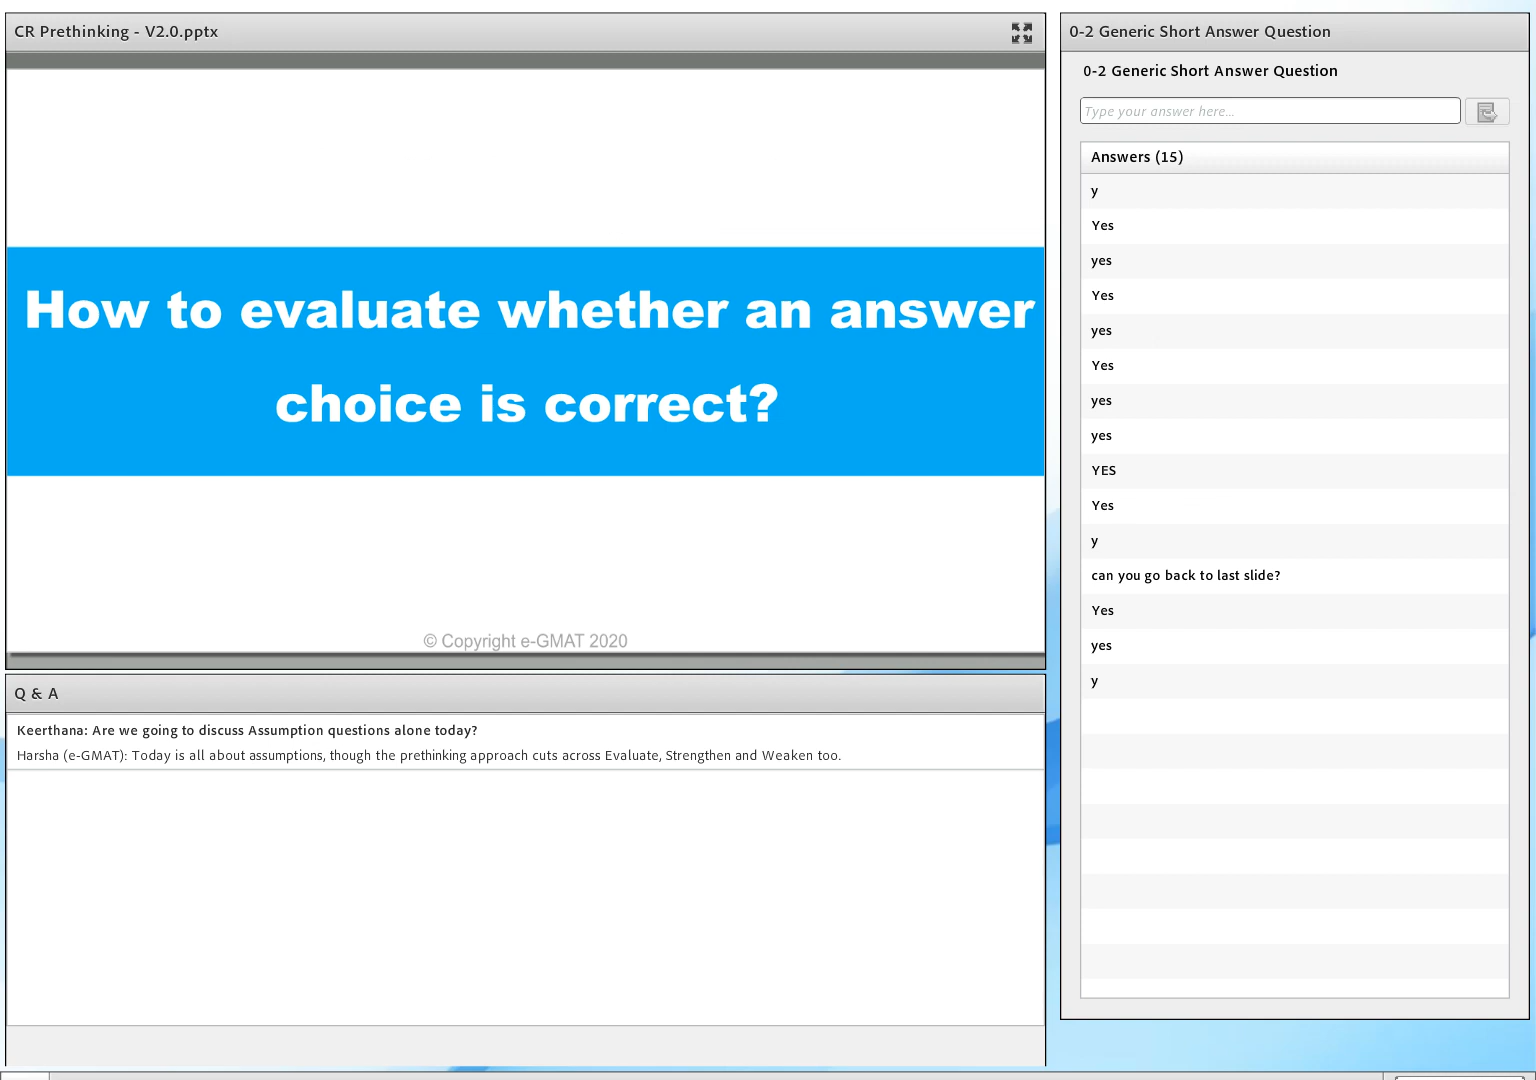 CR Prethinking - V2.0.pptx
How to evaluate whether an answer
choice is correct?
© Copyright e-GMAT 2020
Q & A
Keerthana: Are we going to discuss Assumption questions alone today?
Harsha (e-GMAT): Today is all about assumptions, though the prethinking approach cuts across Evaluate, Strengthen and Weaken too.
0-2 Generic Short Answer Question
0-2 Generic Short Answer Question
Type your answer here...
Answers (15)
y
Yes
yes
Yes
yes
Yes
yes
yes
YES
Yes
y
can you go back to last slide?
Yes
yes
y